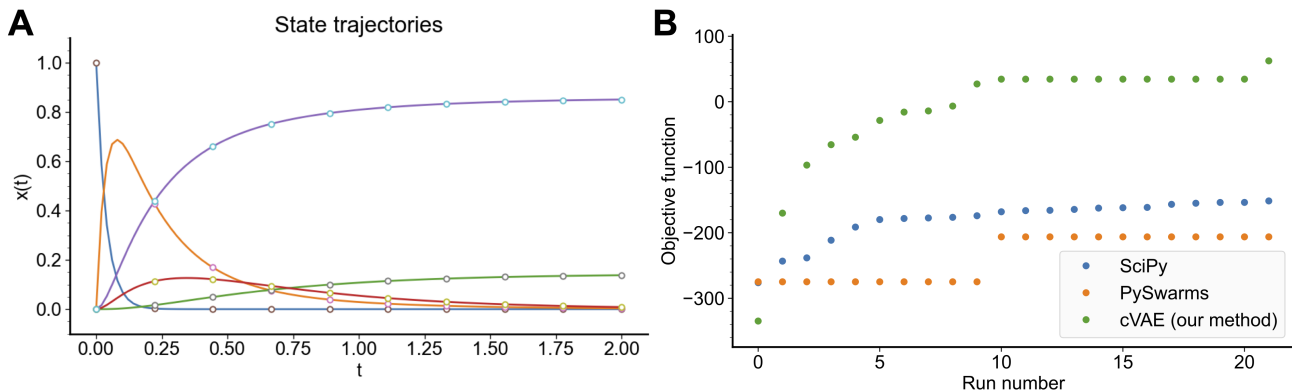 A
State trajectories
1.0
0.8
0.6
0.4
0.2
0.0
x(t)
0.00 0.25 0.50 0.75 1.00 1.25 1.50 1.75 2.00
t
B
100
0
−100
−200
−300
Objective function
SciPy
PySwarms
cVAE (our method)
0 5 10 15 20
Run number